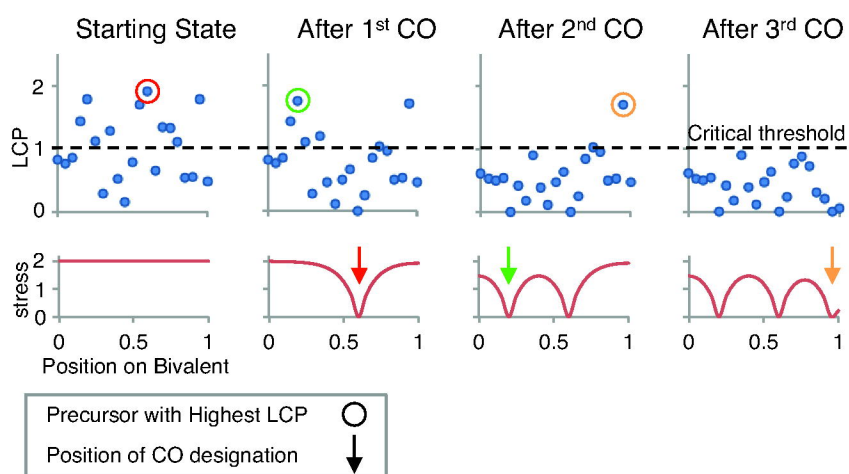 Starting State
After 1st CO
After 2nd CO
After 3rd CO
LCP
2
1
0
Critical threshold
stress
2
1
0
0 0.5 1
0 0.5 1
0 0.5 1
0 0.5 1
Position on Bivalent
Precursor with Highest LCP
Position of CO designation